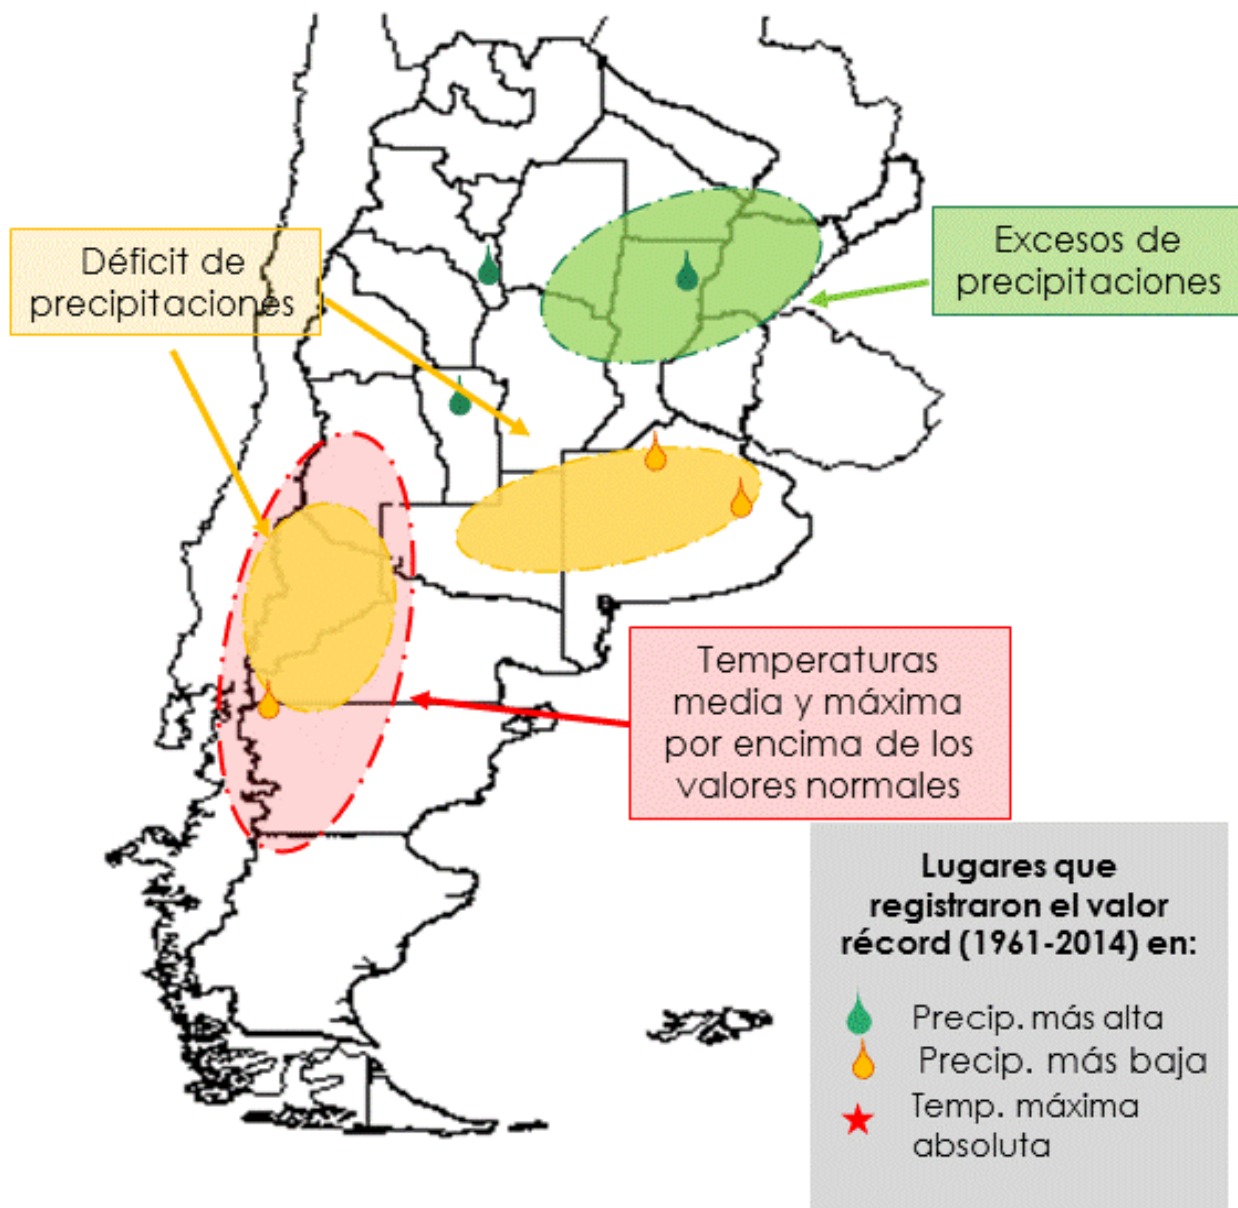 Déficit de
precipitaciones
Excesos de
precipitaciones
Temperaturas
media y máxima
por encima de los
valores normales
Lugares que
registraron el valor
récord (1961-2014) en:
Precip. más alta
Precip. más baja
Temp. máxima
absoluta